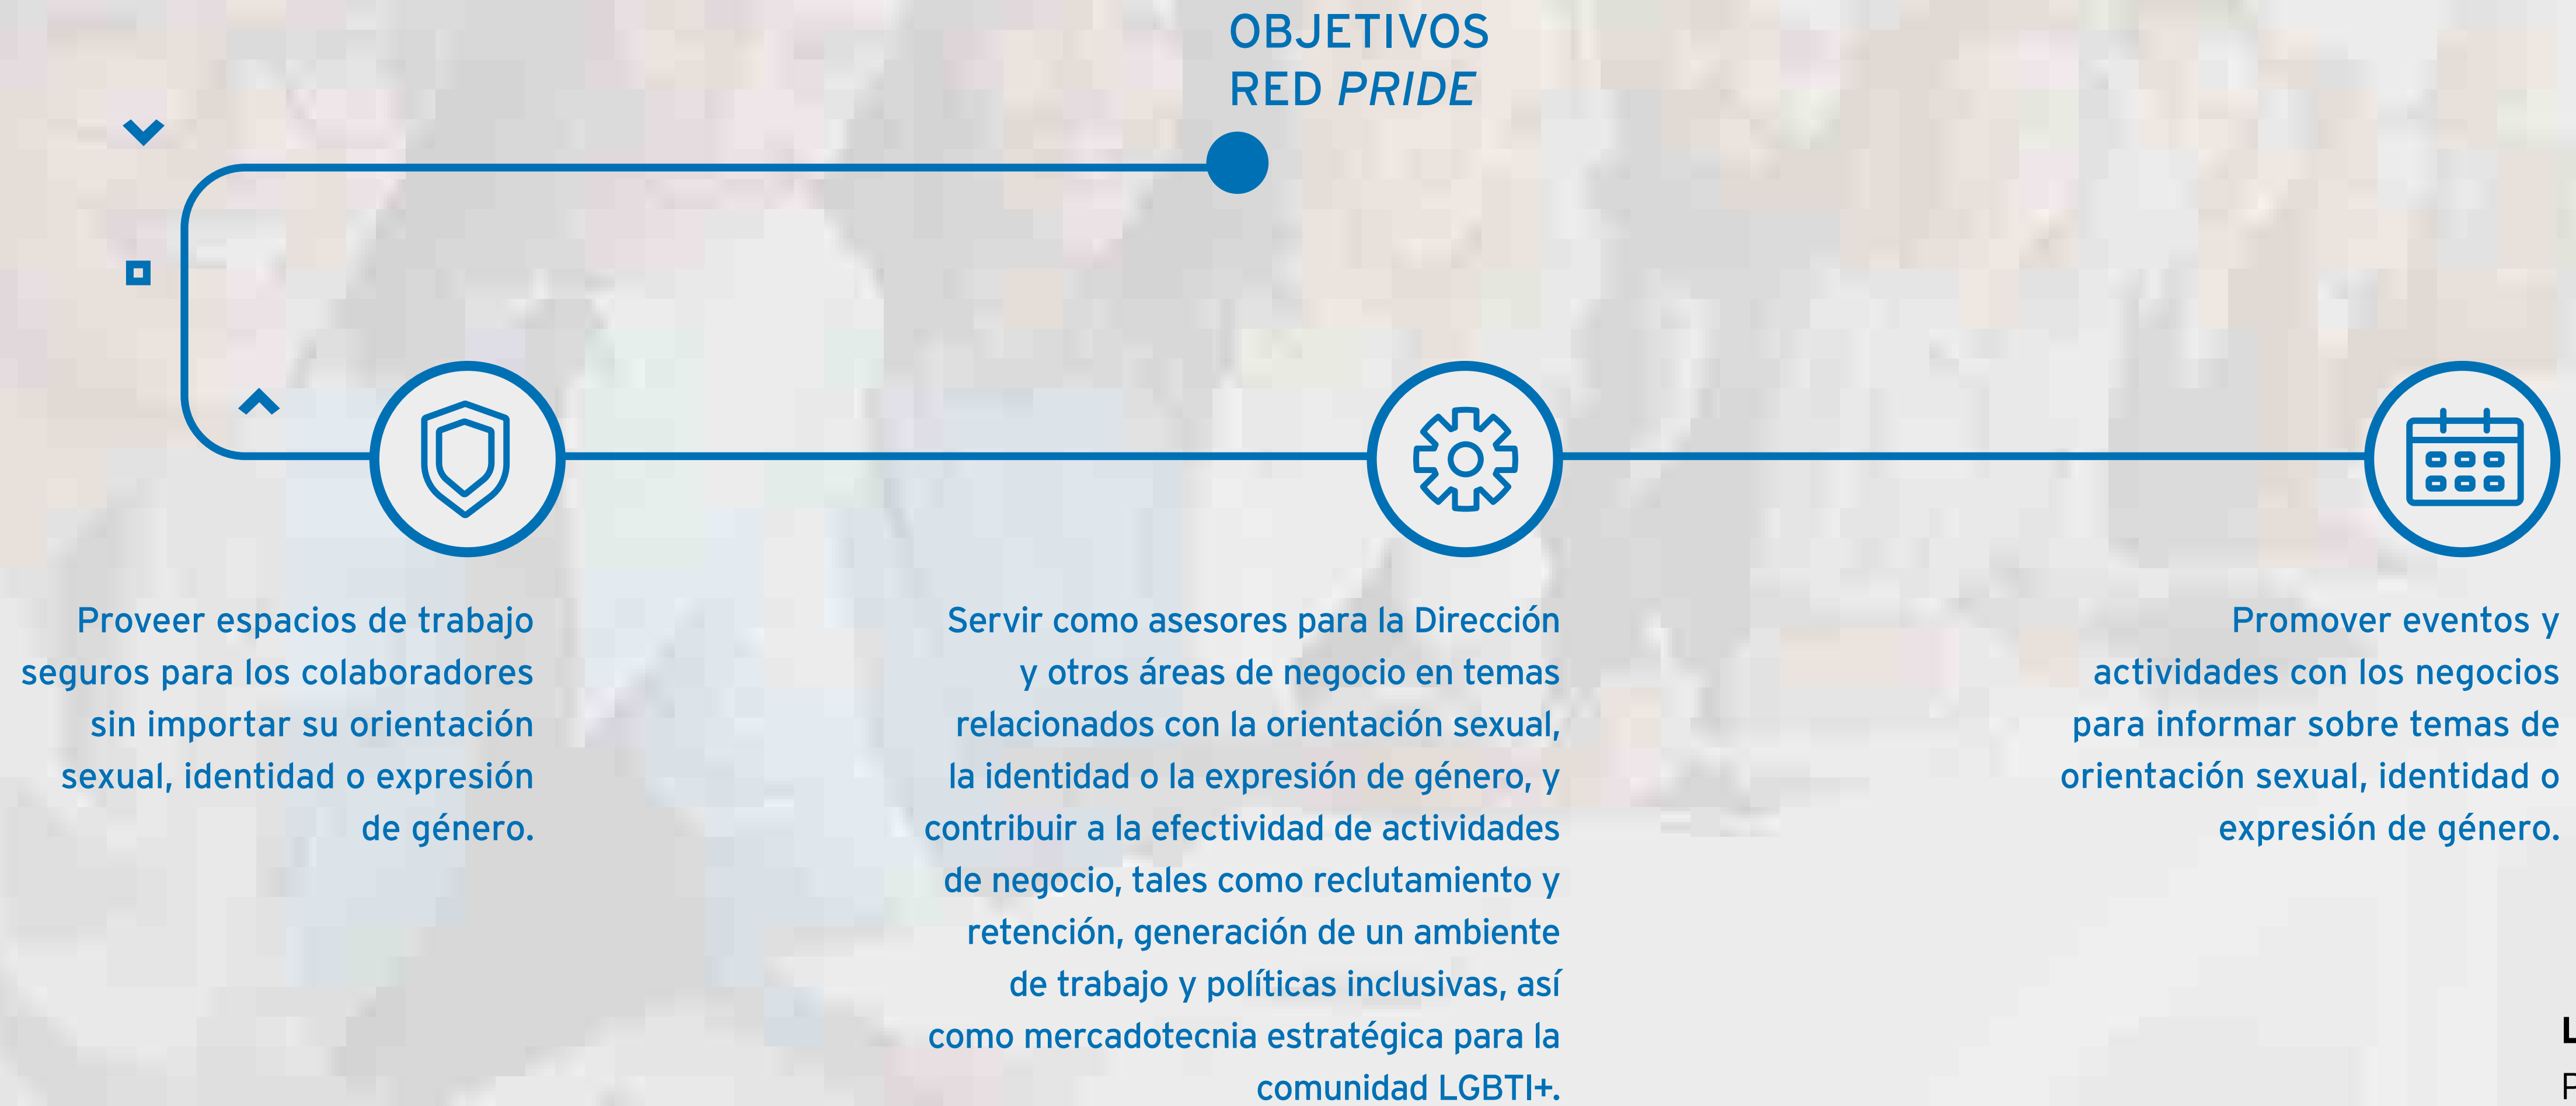 OBJETIVOS
RED PRIDE
Proveer espacios de trabajo
seguros para los colaboradores
sin importar su orientación
sexual, identidad o expresión
de género.
Servir como asesores para la Dirección
y otros áreas de negocio en temas
relacionados con la orientación sexual,
la identidad o la expresión de género, y
contribuir a la efectividad de actividades
de negocio, tales como reclutamiento y
retención, generación de un ambiente
de trabajo y políticas inclusivas, así
como mercadotecnia estratégica para la
comunidad LGBTI+.
Promover eventos y
actividades con los negocios
para informar sobre temas de
orientación sexual, identidad o
expresión de género.